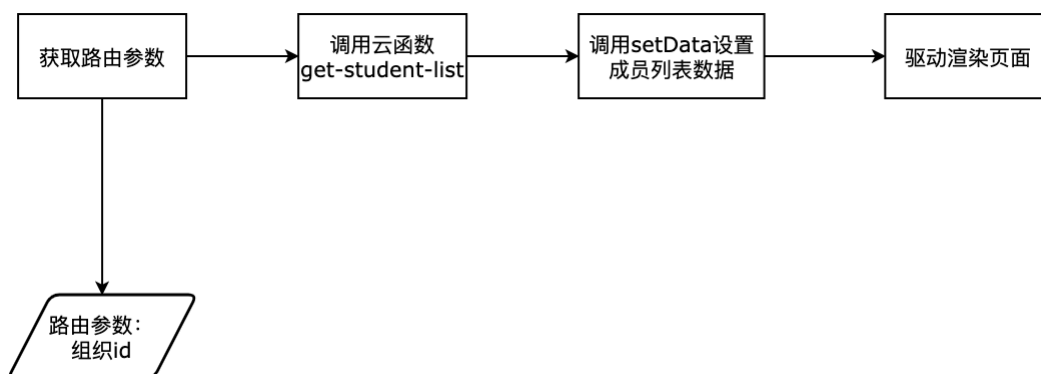 获取路由参数
调用云函数
get-student-list
调用setData设置
成员列表数据
驱动渲染页面
路由参数：
组织id